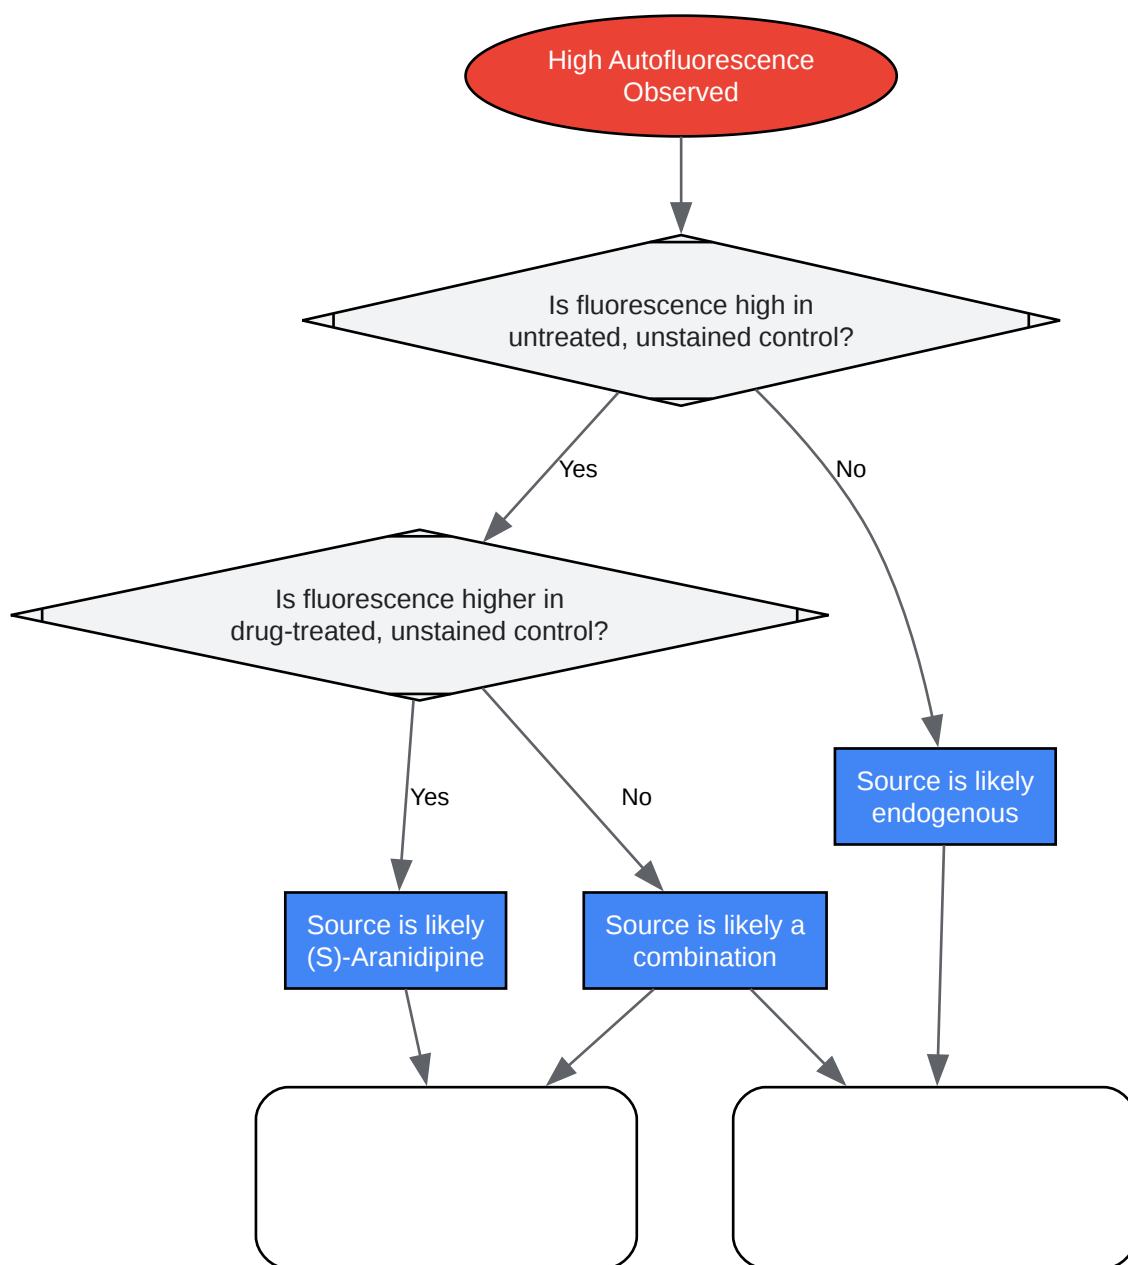 High Autofluorescence
Observed
Is fluorescence high in
untreated, unstained control?
Yes
No
Is fluorescence higher in
drug-treated, unstained control?
Yes
No
Source is likely
endogenous
Source is likely
(S)-Aranidipine
Source is likely a
combination